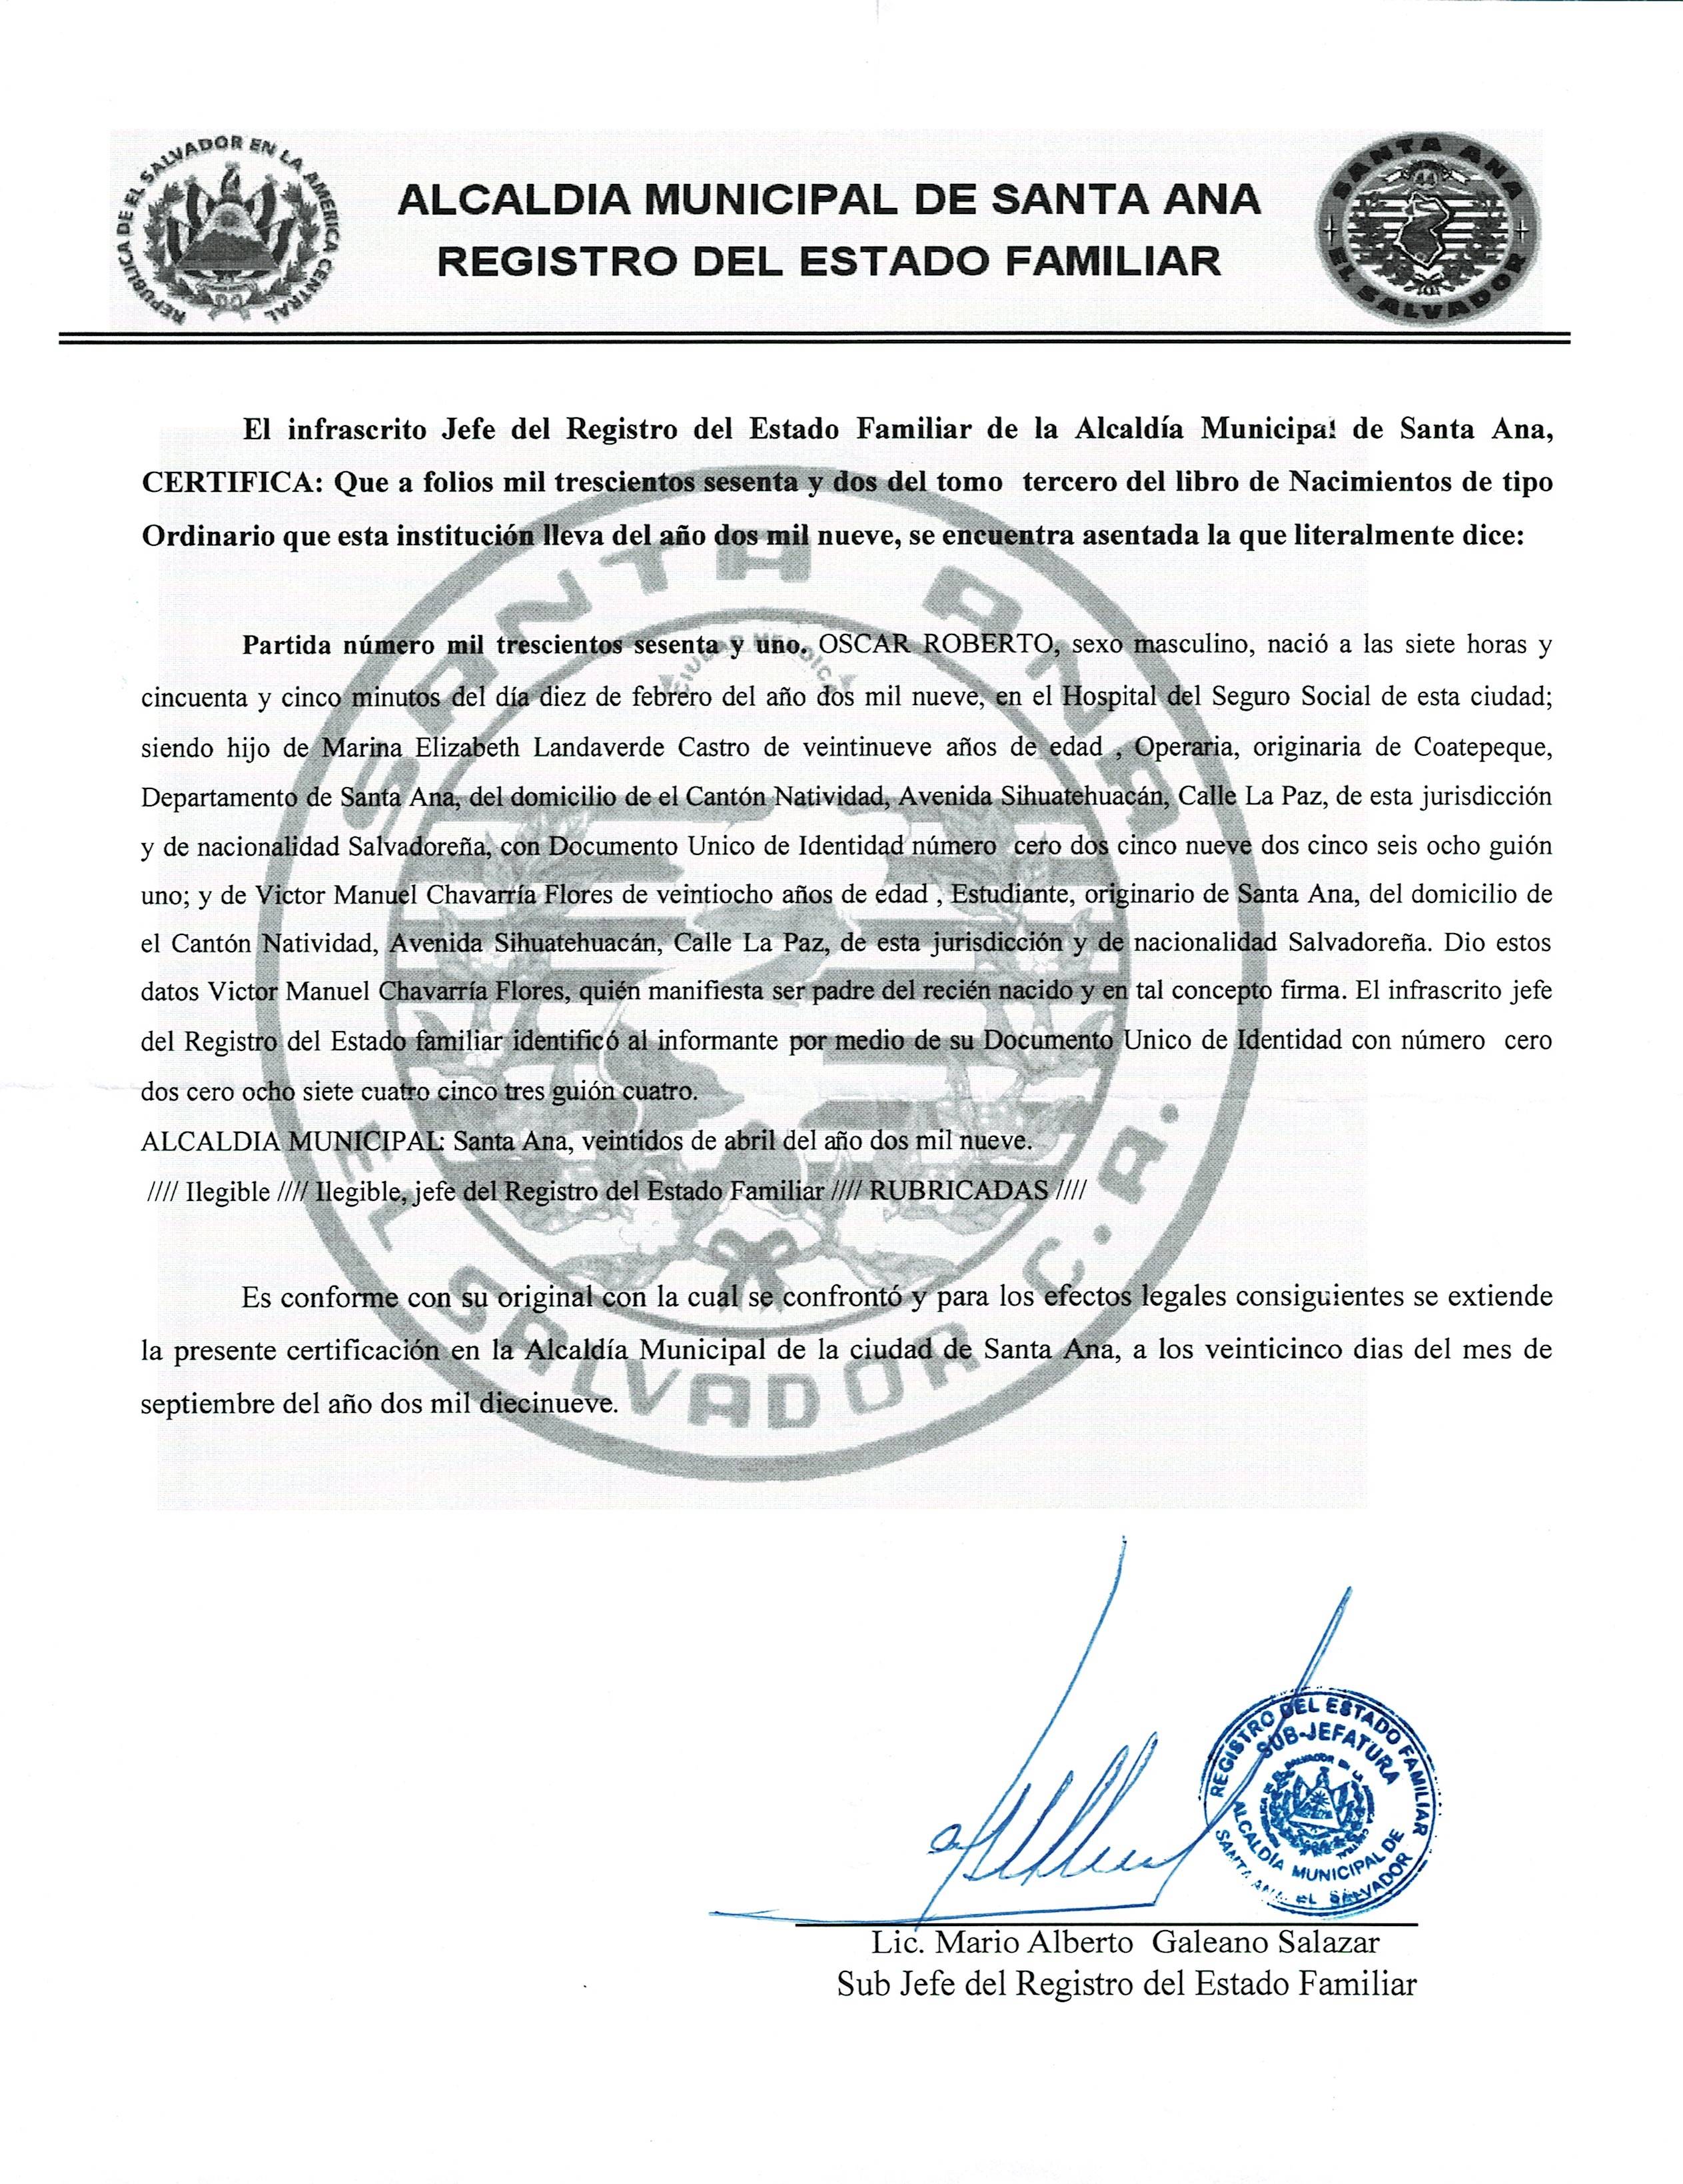 REPUBLICA DE EL SALVADOR EN LA AMERICA CENTRAL
ALCALDIA MUNICIPAL DE SANTA ANA
REGISTRO DEL ESTADO FAMILIAR
SANTA ANA
EL SALVADOR
El infrascrito Jefe del Registro del Estado Familiar de la Alcaldía Municipal de Santa Ana,
CERTIFICA: Que a folios mil trescientos sesenta y dos del tomo tercero del libro de Nacimientos de tipo
Ordinario que esta institución lleva del año dos mil nueve, se encuentra asentada la que literalmente dice:
Partida número mil trescientos sesenta y uno. OSCAR ROBERTO, sexo masculino, nació a las siete horas y
cincuenta y cinco minutos del día diez de febrero del año dos mil nueve, en el Hospital del Seguro Social de esta ciudad;
siendo hijo de Marina Elizabeth Landaverde Castro de veintinueve años de edad , Operaria, originaria de Coatepeque,
Departamento de Santa Ana, del domicilio de el Cantón Natividad, Avenida Sihuatehuacán, Calle La Paz, de esta jurisdicción
y de nacionalidad Salvadoreña, con Documento Unico de Identidad número cero dos cinco nueve dos cinco seis ocho guión
uno; y de Victor Manuel Chavarría Flores de veintiocho años de edad , Estudiante, originario de Santa Ana, del domicilio de
el Cantón Natividad, Avenida Sihuatehuacán, Calle La Paz, de esta jurisdicción y de nacionalidad Salvadoreña. Dio estos
datos Victor Manuel Chavarría Flores, quién manifiesta ser padre del recién nacido y en tal concepto firma. El infrascrito jefe
del Registro del Estado familiar identificó al informante por medio de su Documento Unico de Identidad con número cero
dos cero ocho siete cuatro cinco tres guión cuatro.
ALCALDIA MUNICIPAL: Santa Ana, veintidos de abril del año dos mil nueve.
//// Ilegible //// Ilegible, jefe del Registro del Estado Familiar //// RUBRICADAS ////
Es conforme con su original con la cual se confrontó y para los efectos legales consiguientes se extiende
la presente certificación en la Alcaldía Municipal de la ciudad de Santa Ana, a los veinticinco dias del mes de
septiembre del año dos mil diecinueve.
SANTA ANA
EL SALVADOR C.A.
REGISTRO DEL ESTADO FAMILIAR
SUB-JEFATURA
ALCALDÍA MUNICIPAL DE
SANTA ANA EL SALVADOR
Lic. Mario Alberto Galeano Salazar
Sub Jefe del Registro del Estado Familiar